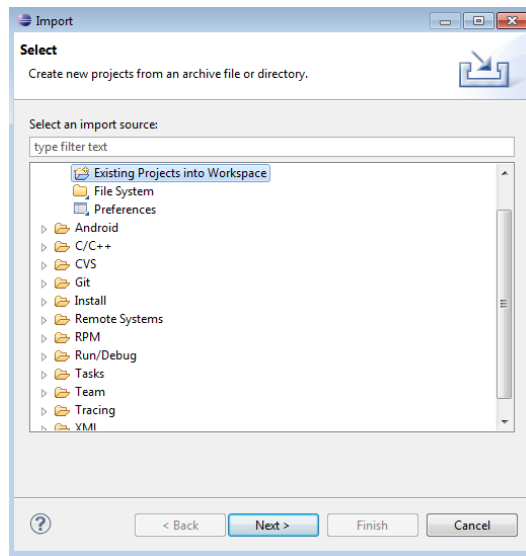 Import
Select
Create new projects from an archive file or directory.
Select an import source:
type filter text
Existing Projects into Workspace
File System
Preferences
Android
C/C++
CVS
Git
Install
Remote Systems
RPM
Run/Debug
Tasks
Team
Tracing
XML
?
< Back
Next >
Finish
Cancel